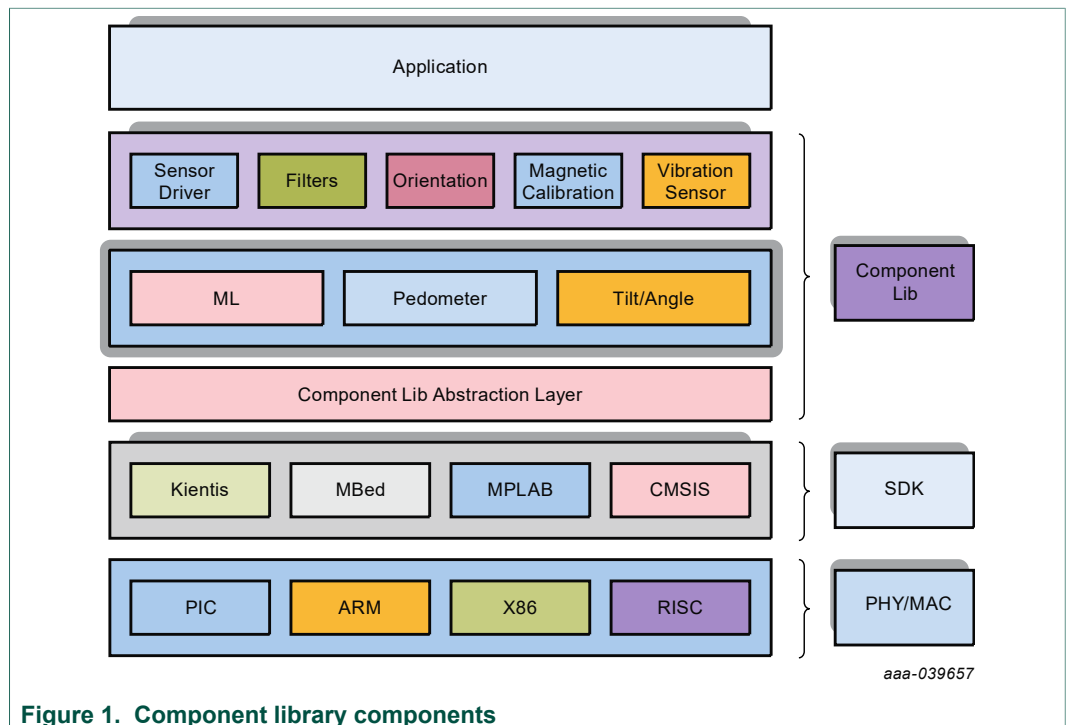 Application
Sensor
Driver
Filters
Orientation
Magnetic
Calibration
Vibration
Sensor
ML
Pedometer
Tilt/Angle
Component
Lib
Component Lib Abstraction Layer
Kientis
MBed
MPLAB
CMSIS
SDK
PIC
ARM
X86
RISC
PHY/MAC
aaa-039657
Figure 1. Component library components